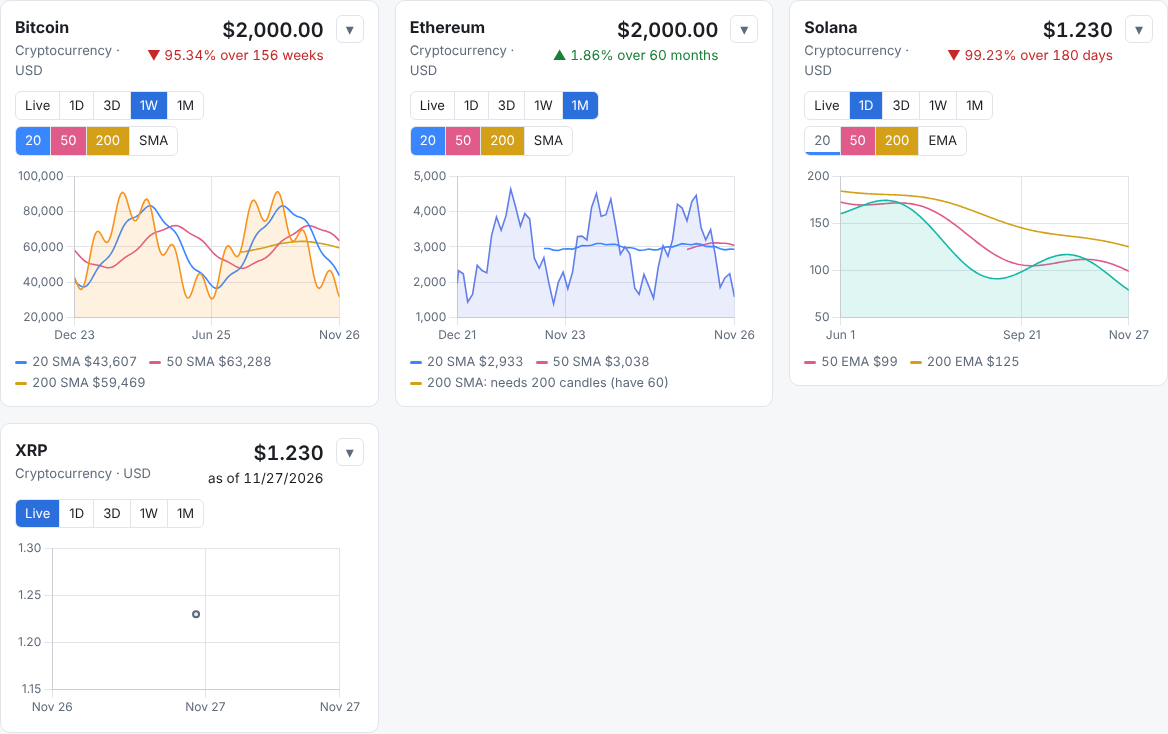 Bitcoin
$2,000.00
▼
Cryptocurrency ·
USD
▼ 95.34% over 156 weeks
Live 1D 3D 1W 1M
20 50 200 SMA
100,000
80,000
60,000
40,000
20,000
Dec 23 Jun 25 Nov 26
20 SMA $43,607 50 SMA $63,288
200 SMA $59,469
Ethereum
$2,000.00
▼
Cryptocurrency ·
USD
▲ 1.86% over 60 months
Live 1D 3D 1W 1M
20 50 200 SMA
5,000
4,000
3,000
2,000
1,000
Dec 21 Nov 23 Nov 26
20 SMA $2,933 50 SMA $3,038
200 SMA: needs 200 candles (have 60)
Solana
$1.230
▼
Cryptocurrency ·
USD
▼ 99.23% over 180 days
Live 1D 3D 1W 1M
20 50 200 EMA
200
150
100
50
Jun 1 Sep 21 Nov 27
50 EMA $99 200 EMA $125
XRP
$1.230
▼
Cryptocurrency · USD
as of 11/27/2026
Live 1D 3D 1W 1M
1.30
1.25
1.20
1.15
Nov 26 Nov 27 Nov 27